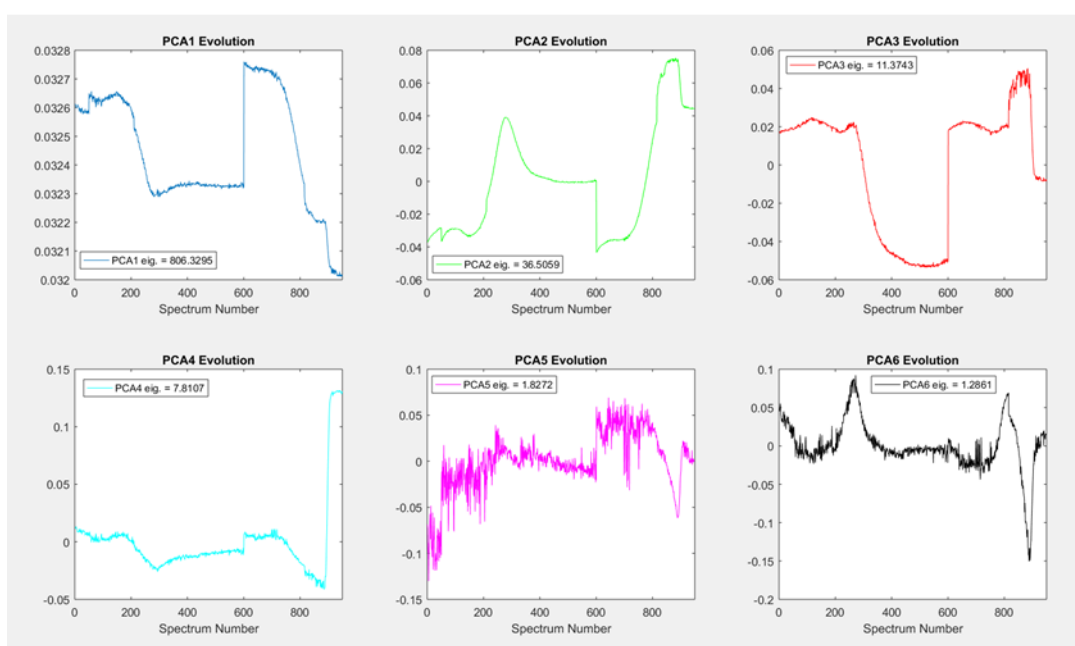 PCA1 Evolution
0.0328
0.0327
0.0326
0.0325
0.0324
0.0323
0.0322
0.0321
0.032
PCA1 eig. = 806.3295
0 200 400 600 800
Spectrum Number
PCA2 Evolution
0.08
0.06
0.04
0.02
0
-0.02
-0.04
-0.06
PCA2 eig. = 36.5059
0 200 400 600 800
Spectrum Number
PCA3 Evolution
0.06
PCA3 eig. = 11.3743
0.04
0.02
0
-0.02
-0.04
-0.06
0 200 400 600 800
Spectrum Number
PCA4 Evolution
0.15
PCA4 eig. = 7.8107
0.1
0.05
0
-0.05
0 200 400 600 800
Spectrum Number
PCA5 Evolution
0.1
PCA5 eig. = 1.8272
0.05
0
-0.05
-0.1
-0.15
0 200 400 600 800
Spectrum Number
PCA6 Evolution
0.1
PCA6 eig. = 1.2861
0.05
0
-0.05
-0.1
-0.15
-0.2
0 200 400 600 800
Spectrum Number